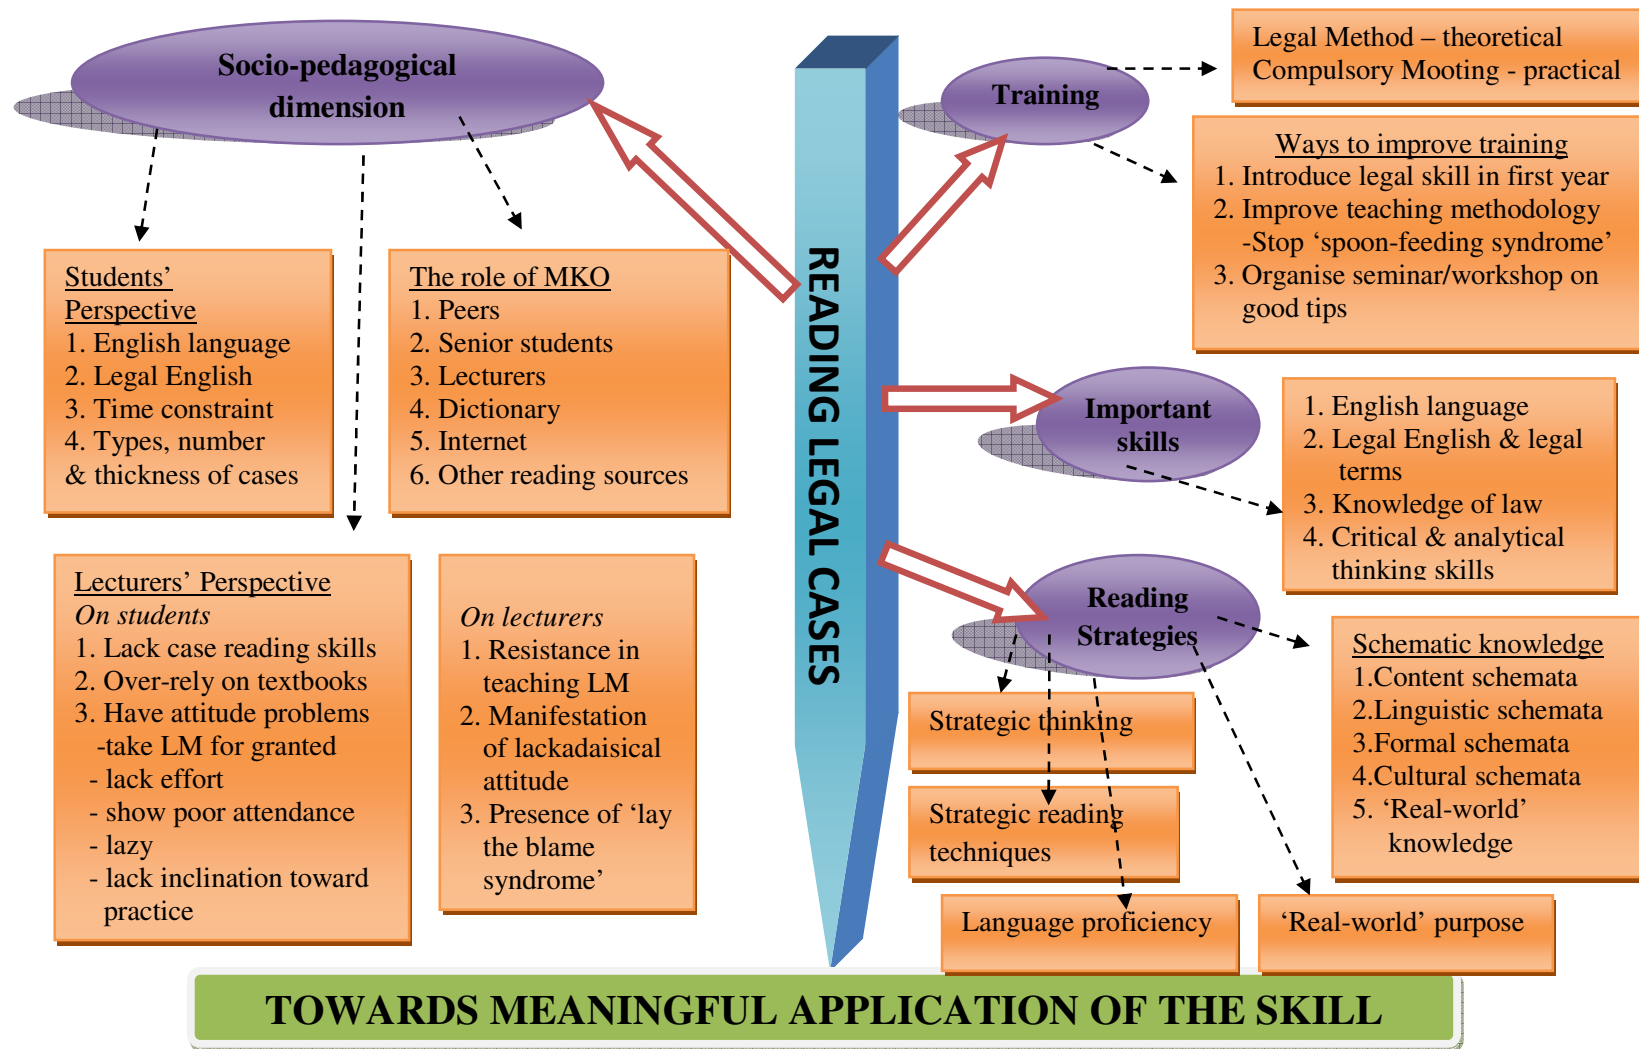 Socio-pedagogical
dimension
Students'
Perspective
1. English language
2. Legal English
3. Time constraint
4. Types, number
& thickness of cases
The role of MKO
1. Peers
2. Senior students
3. Lecturers
4. Dictionary
5. Internet
6. Other reading sources
Lecturers' Perspective
On students
1. Lack case reading skills
2. Over-rely on textbooks
3. Have attitude problems
-take LM for granted
- lack effort
- show poor attendance
- lazy
- lack inclination toward
practice
On lecturers
1. Resistance in
teaching LM
2. Manifestation
of lackadaisical
attitude
3. Presence of 'lay
the blame
syndrome'
READING LEGAL CASES
Training
Legal Method – theoretical
Compulsory Mooting - practical
Ways to improve training
1. Introduce legal skill in first year
2. Improve teaching methodology
-Stop 'spoon-feeding syndrome'
3. Organise seminar/workshop on
good tips
Important
skills
1. English language
2. Legal English & legal
terms
3. Knowledge of law
4. Critical & analytical
thinking skills
Reading
Strategies
Schematic knowledge
1.Content schemata
2.Linguistic schemata
3.Formal schemata
4.Cultural schemata
5. 'Real-world'
knowledge
Strategic thinking
Strategic reading
techniques
Language proficiency
'Real-world' purpose
TOWARDS MEANINGFUL APPLICATION OF THE SKILL